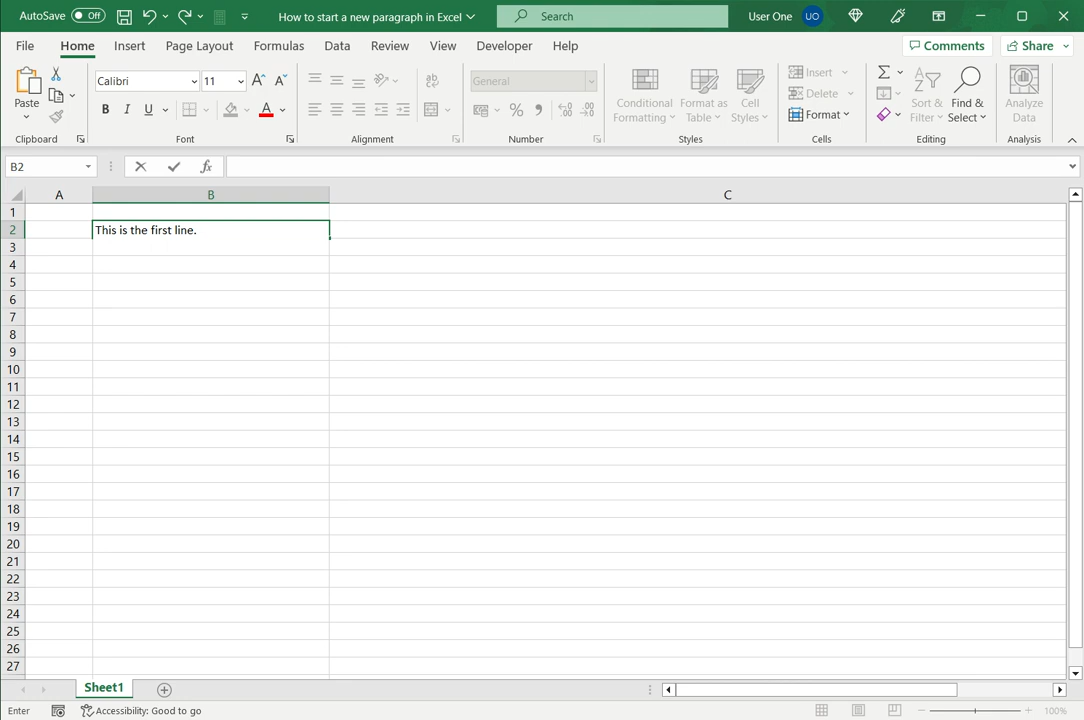 AutoSave Off How to start a new paragraph in Excel Search User One UO
File Home Insert Page Layout Formulas Data Review View Developer Help Comments Share
Paste Calibri 11 A A ab General Conditional Formatting Format as Table Cell Styles Insert Delete Format Sort & Filter Find & Select Analyze Data
B I U A % 9 .00 .00
Clipboard Font Alignment Number Styles Cells Editing Analysis
B2 fx
A B C
1
2 This is the first line.
3
4
5
6
7
8
9
10
11
12
13
14
15
16
17
18
19
20
21
22
23
24
25
26
27
Sheet1
Enter Accessibility: Good to go 100%